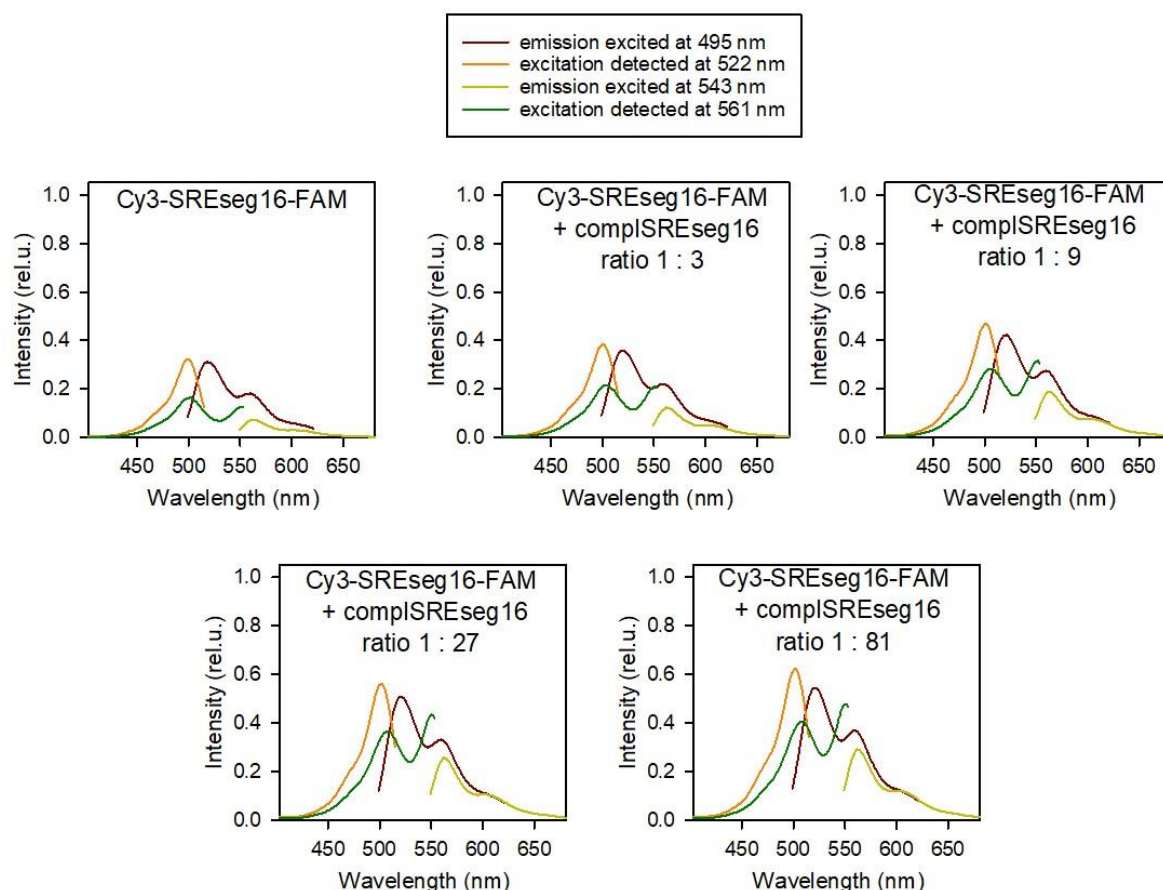 emission excited at 495 nm
excitation detected at 522 nm
emission excited at 543 nm
excitation detected at 561 nm
Cy3-SREseg16-FAM
1.0
0.8
0.6
0.4
0.2
0.0
Intensity (rel.u.)
450 500 550 600 650
Wavelength (nm)
Cy3-SREseg16-FAM
+ complSREseg16
ratio 1 : 3
1.0
0.8
0.6
0.4
0.2
0.0
Intensity (rel.u.)
450 500 550 600 650
Wavelength (nm)
Cy3-SREseg16-FAM
+ complSREseg16
ratio 1 : 9
1.0
0.8
0.6
0.4
0.2
0.0
Intensity (rel.u.)
450 500 550 600 650
Wavelength (nm)
Cy3-SREseg16-FAM
+ complSREseg16
ratio 1 : 27
1.0
0.8
0.6
0.4
0.2
0.0
Intensity (rel.u.)
450 500 550 600 650
Wavelength (nm)
Cy3-SREseg16-FAM
+ complSREseg16
ratio 1 : 81
1.0
0.8
0.6
0.4
0.2
0.0
Intensity (rel.u.)
450 500 550 600 650
Wavelength (nm)